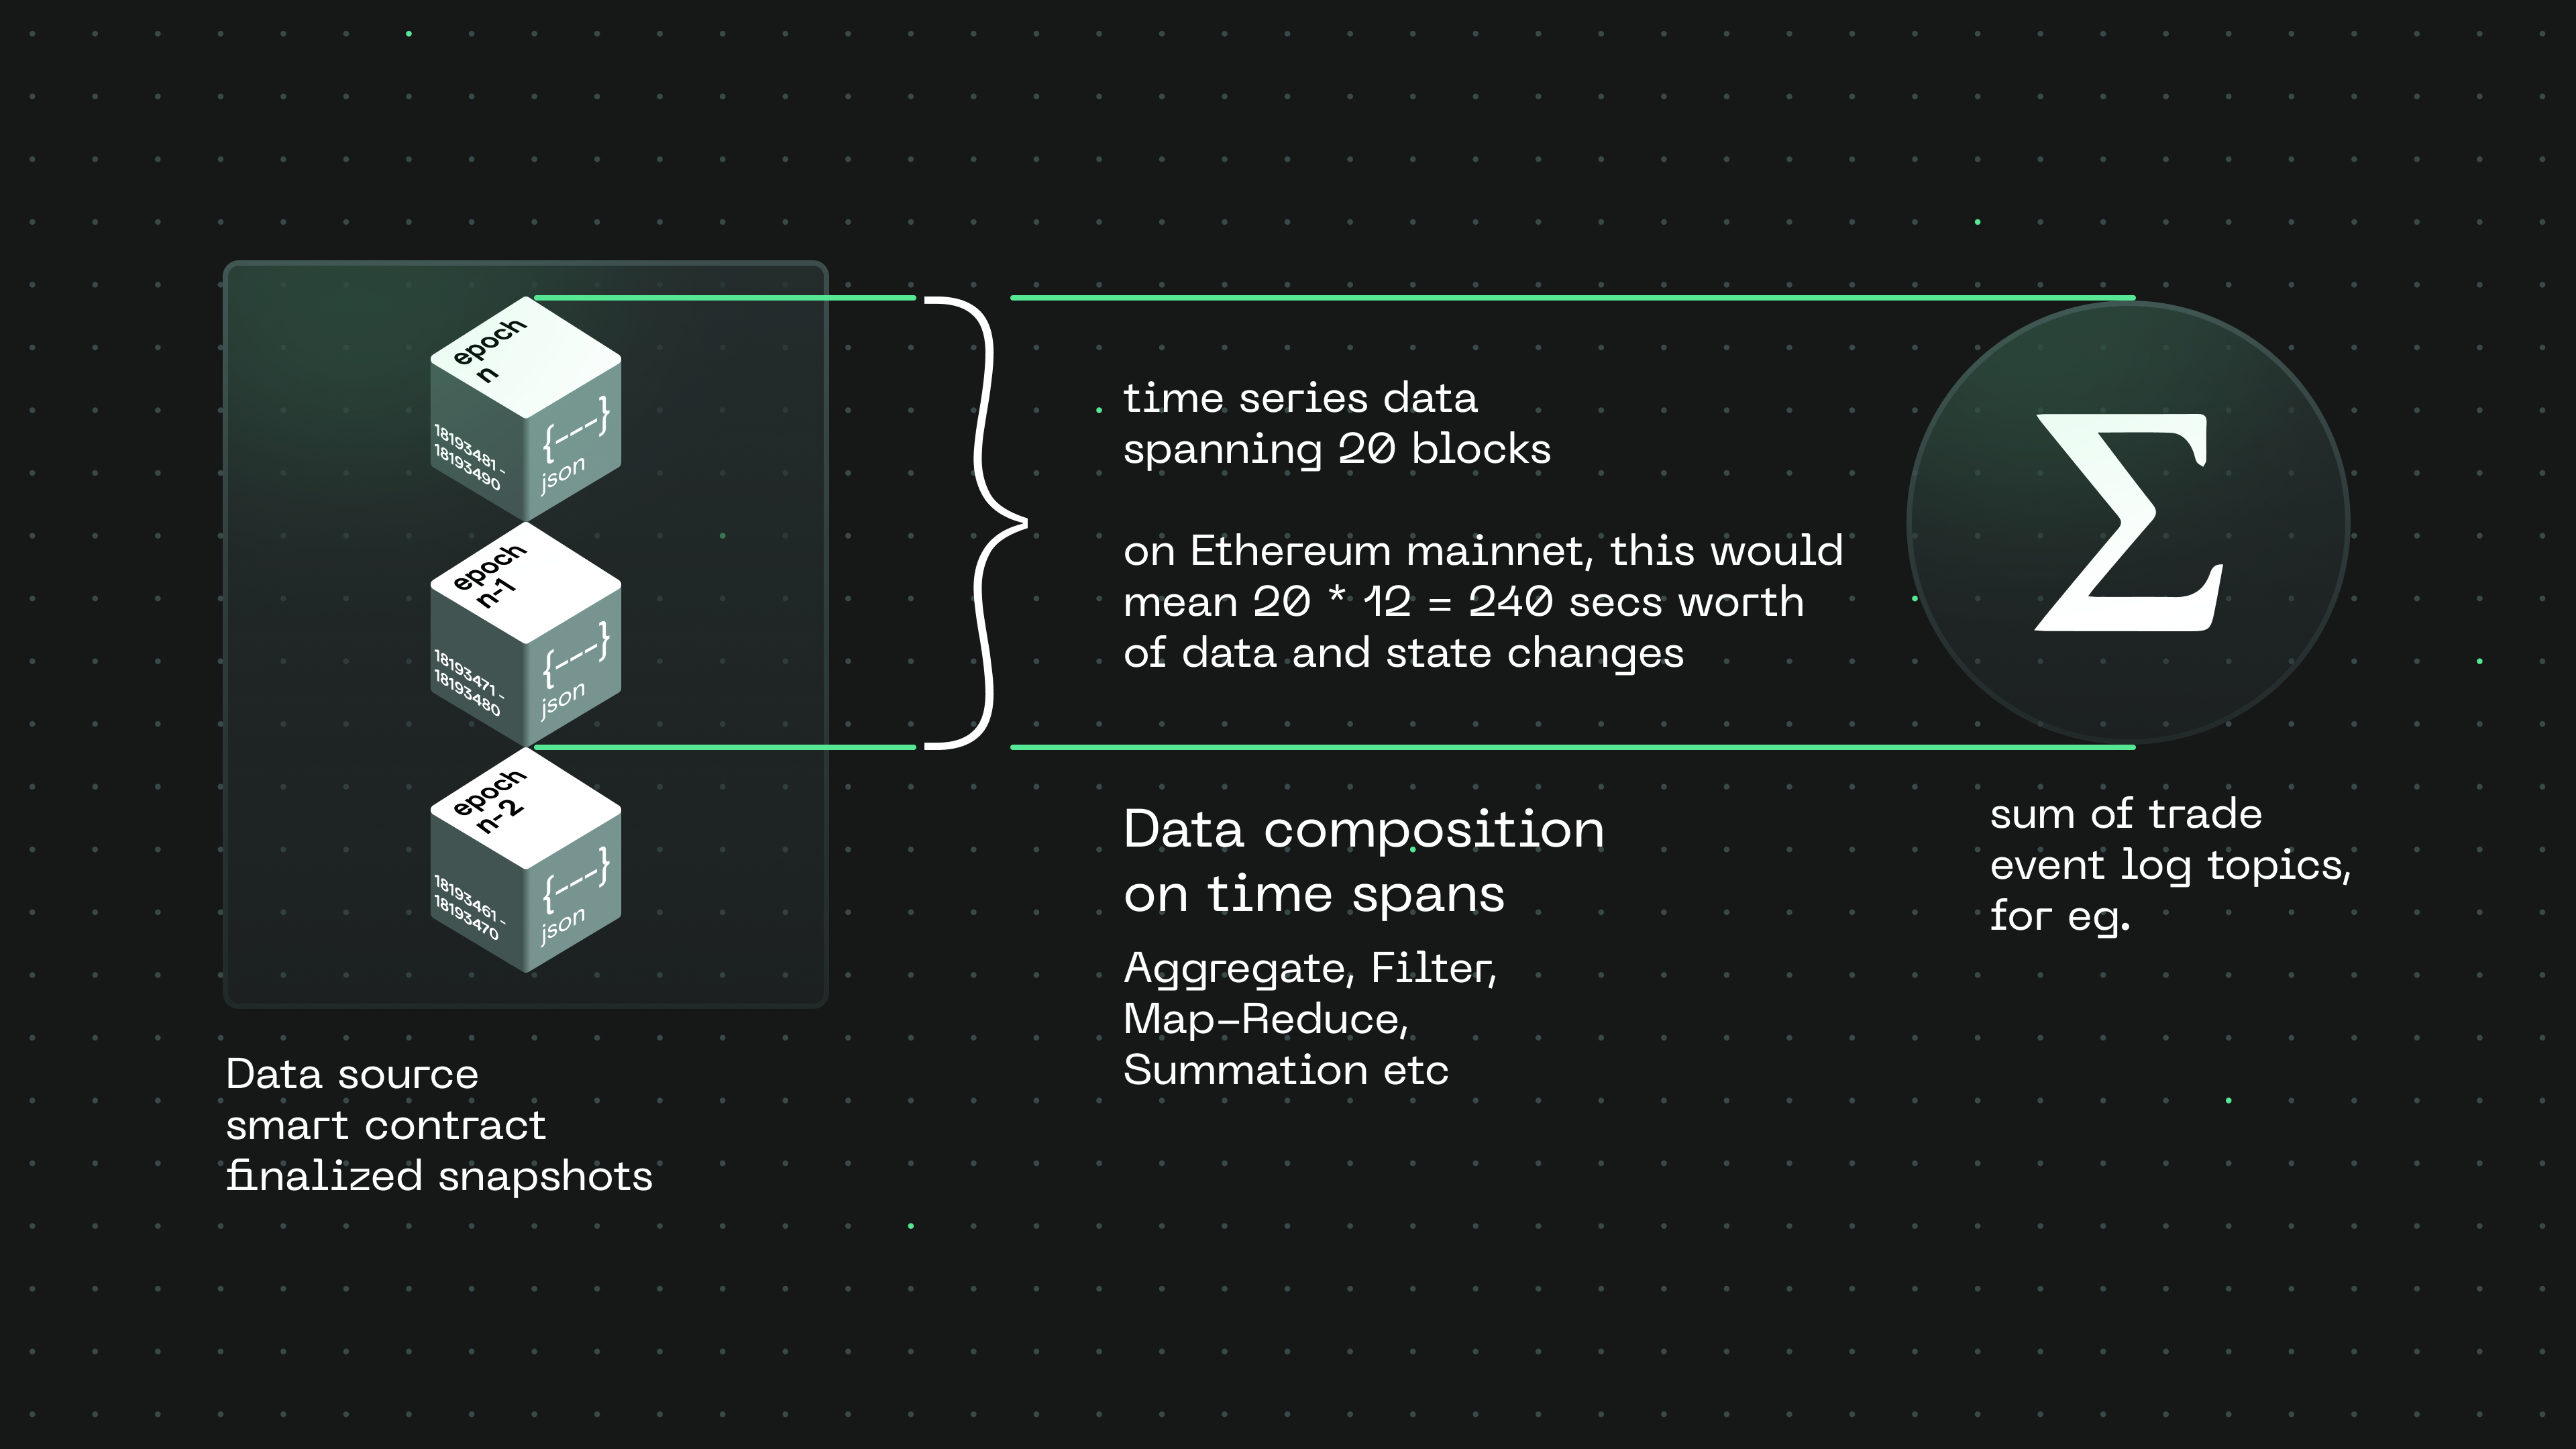 epoch
n
18193481 -
18193490
{---}
json
epoch
n-1
18193471 -
18193480
{---}
json
epoch
n-2
18193461 -
18193470
{---}
json
Data source
smart contract
finalized snapshots
time series data
spanning 20 blocks
on Ethereum mainnet, this would
mean 20 * 12 = 240 secs worth
of data and state changes
Data composition
on time spans
Aggregate, Filter,
Map-Reduce,
Summation etc
Σ
sum of trade
event log topics,
for eg.